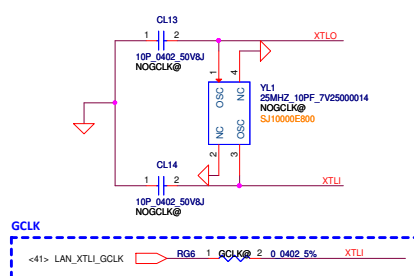 CL13
1 2 XTLO
10P_0402_50V8J
NOGCLK@
1 4
OSC NC
YL1
25MHZ_10PF_7V25000014
NOGCLK@
SJ10000E800
NC OSC
2 3
CL14
1 2 XTLI
10P_0402_50V8J
NOGCLK@
GCLK
<41> LAN_XTLI_GCLK RG6 1 GCLK@ 2 0_0402_5% XTLI